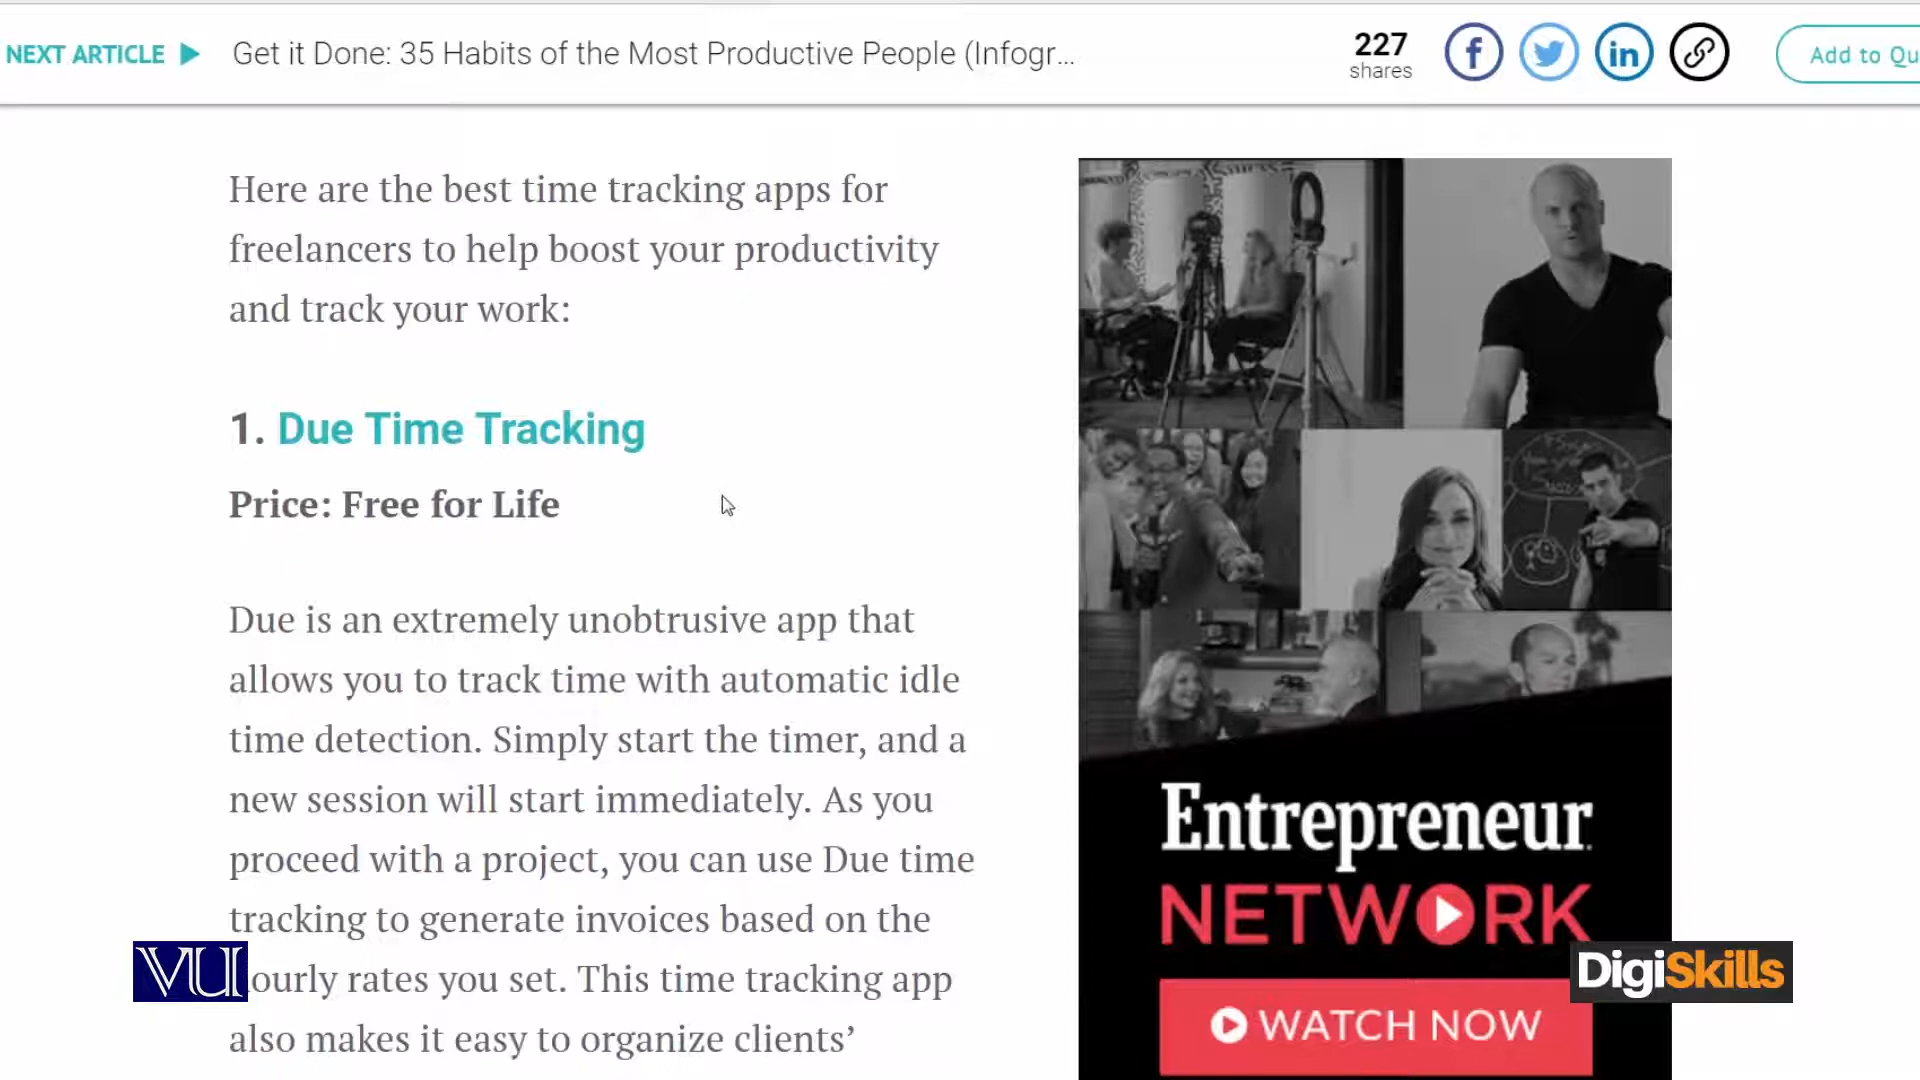 NEXT ARTICLE
Get it Done: 35 Habits of the Most Productive People (Infogr...
227
shares
Add to Qu
Here are the best time tracking apps for
freelancers to help boost your productivity
and track your work:
1. Due Time Tracking
Price: Free for Life
Due is an extremely unobtrusive app that
allows you to track time with automatic idle
time detection. Simply start the timer, and a
new session will start immediately. As you
proceed with a project, you can use Due time
tracking to generate invoices based on the
ourly rates you set. This time tracking app
also makes it easy to organize clients’
VU
Entrepreneur
NETWORK
WATCH NOW
DigiSkills